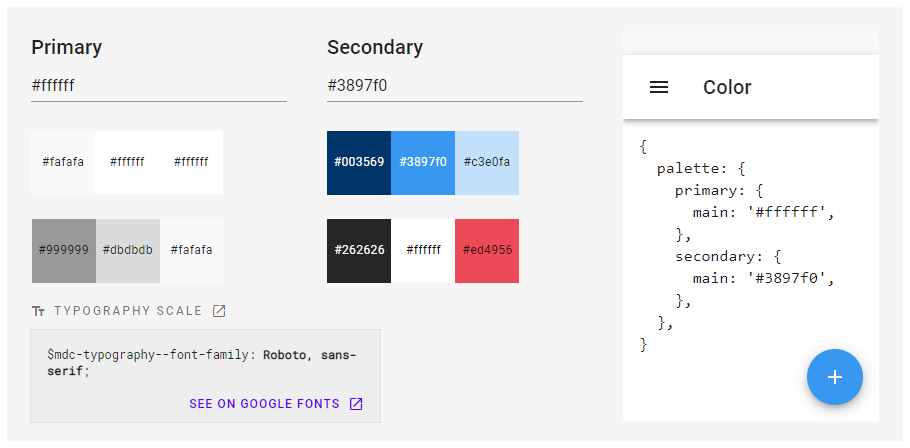 Primary
#ffffff
#fafafa #ffffff #ffffff
#999999 #dbdbdb #fafafa
Secondary
#3897f0
#003569 #3897f0 #c3e0fa
#262626 #ffffff #ed4956
TYPOGRAPHY SCALE
$mdc-typography--font-family: Roboto, sans-
serif;
SEE ON GOOGLE FONTS
Color
{
  palette: {
    primary: {
      main: '#ffffff',
    },
    secondary: {
      main: '#3897f0',
    },
  },
}
+